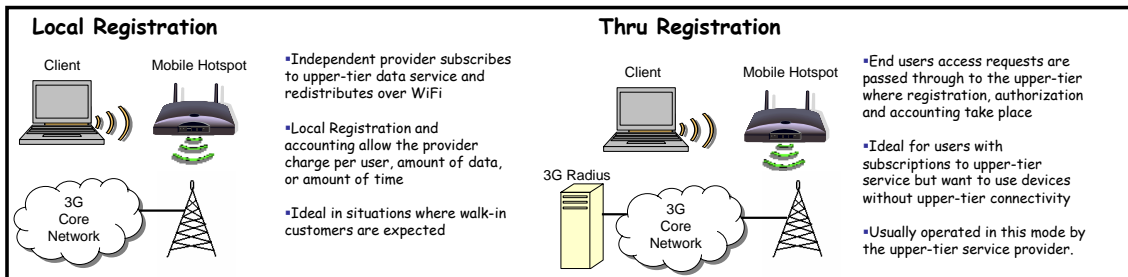 Local Registration
Client
Mobile Hotspot
3G
Core
Network
▪Independent provider subscribes
to upper-tier data service and
redistributes over WiFi
▪Local Registration and
accounting allow the provider
charge per user, amount of data,
or amount of time
▪Ideal in situations where walk-in
customers are expected
Thru Registration
Client
Mobile Hotspot
3G Radius
3G
Core
Network
▪End users access requests are
passed through to the upper-tier
where registration, authorization
and accounting take place
▪Ideal for users with
subscriptions to upper-tier
service but want to use devices
without upper-tier connectivity
▪Usually operated in this mode by
the upper-tier service provider.